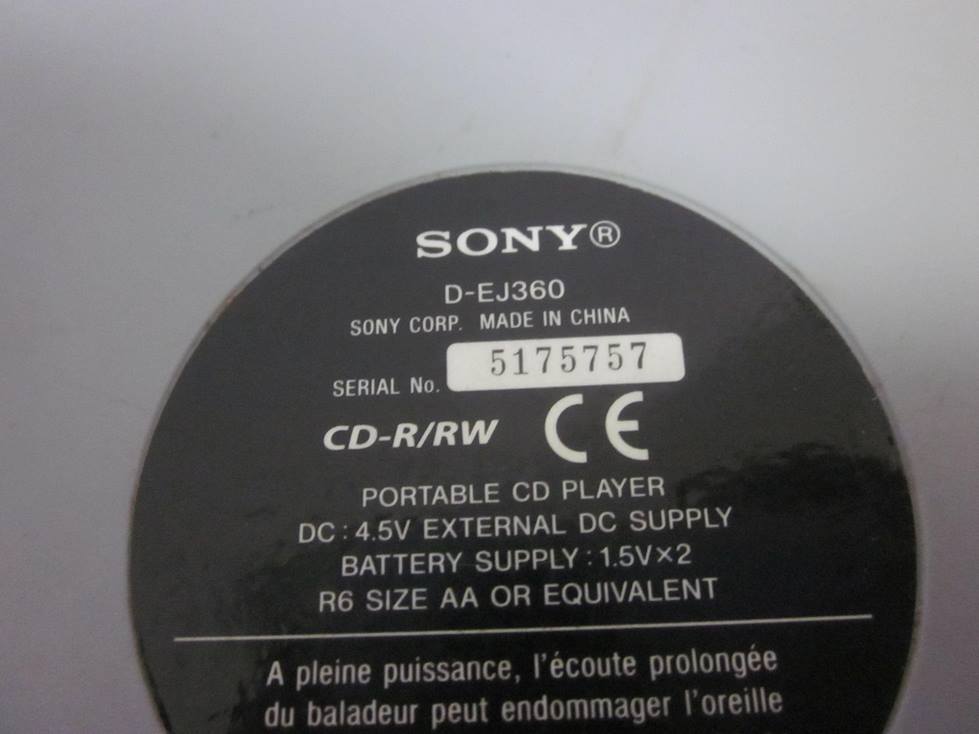 SONY®
D-EJ360
SONY CORP. MADE IN CHINA
SERIAL No. 5175757
CD-R/RW CE
PORTABLE CD PLAYER
DC : 4.5V EXTERNAL DC SUPPLY
BATTERY SUPPLY : 1.5V×2
R6 SIZE AA OR EQUIVALENT
A pleine puissance, l'écoute prolongée
du baladeur peut endommager l'oreille